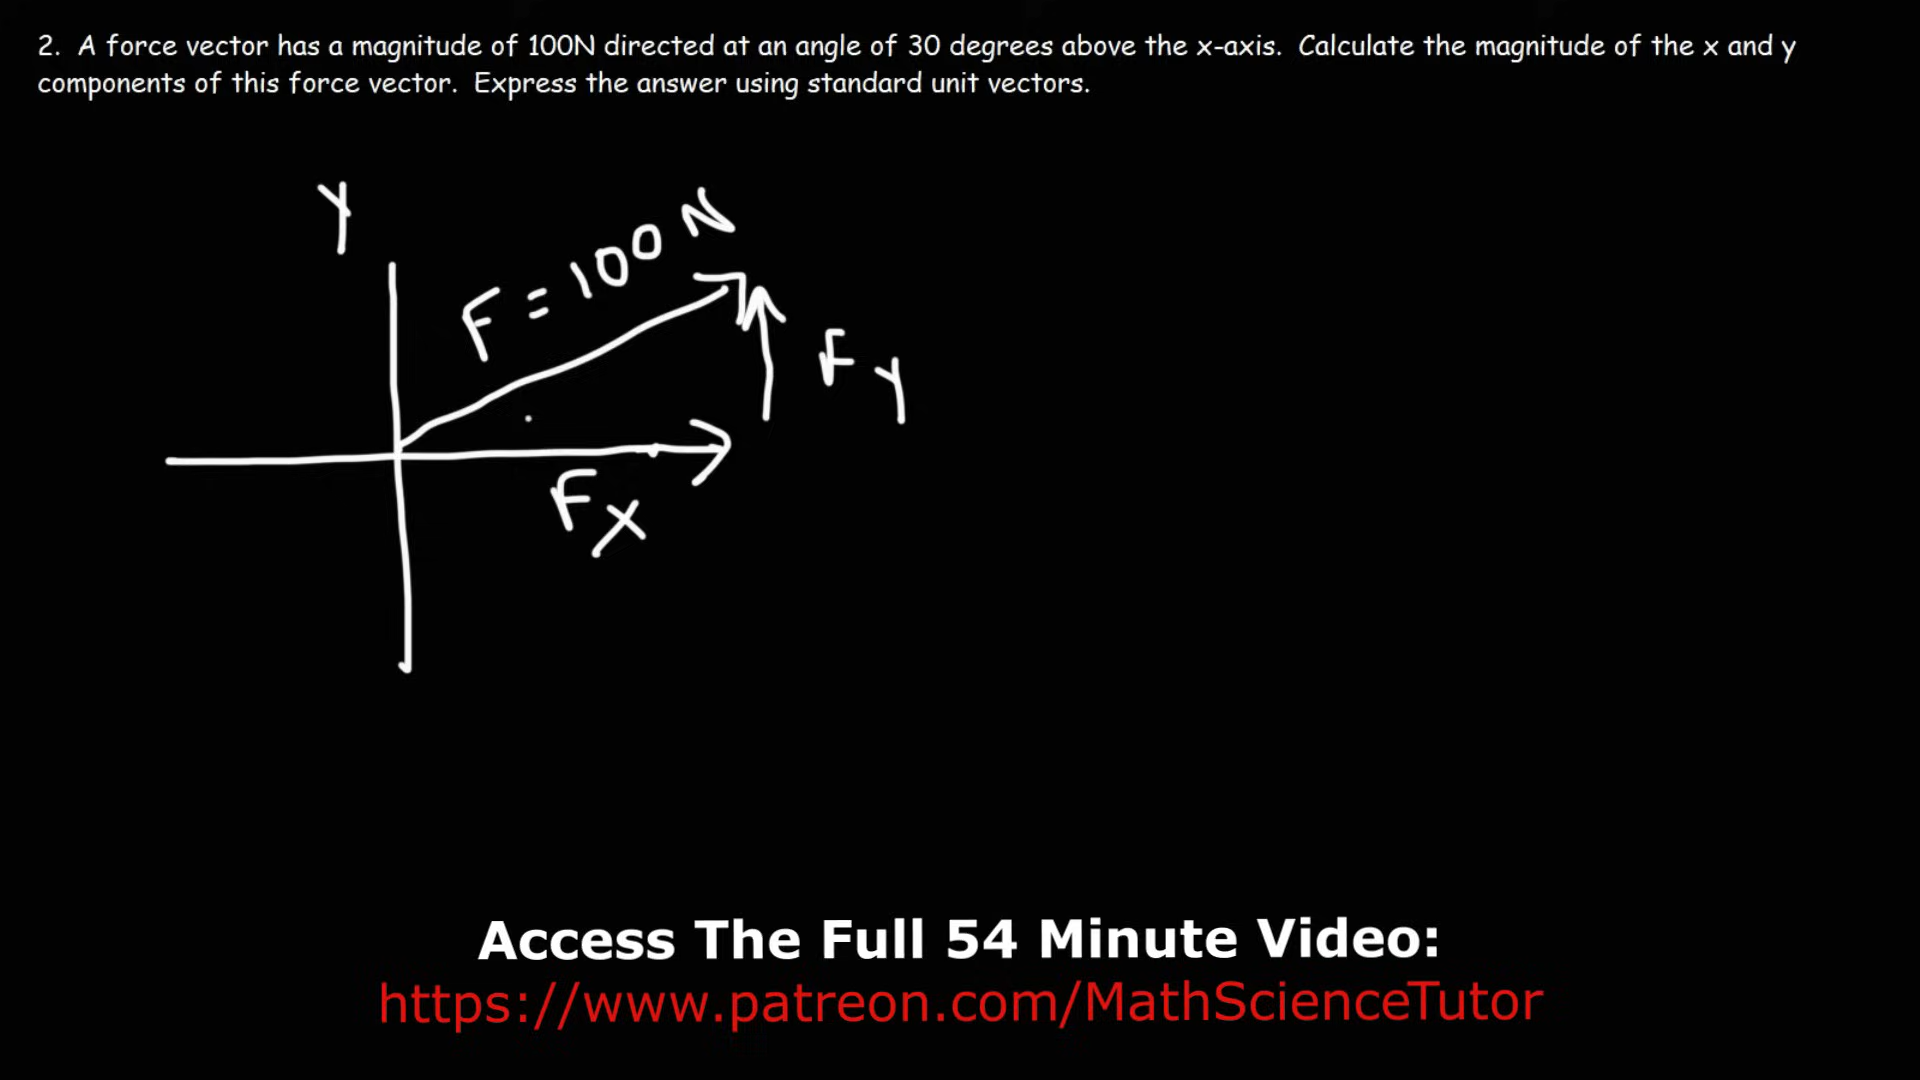 2. A force vector has a magnitude of 100N directed at an angle of 30 degrees above the x-axis. Calculate the magnitude of the x and y
components of this force vector. Express the answer using standard unit vectors.
Y
F = 100 N
Fy
Fx
Access The Full 54 Minute Video:
https://www.patreon.com/MathScienceTutor